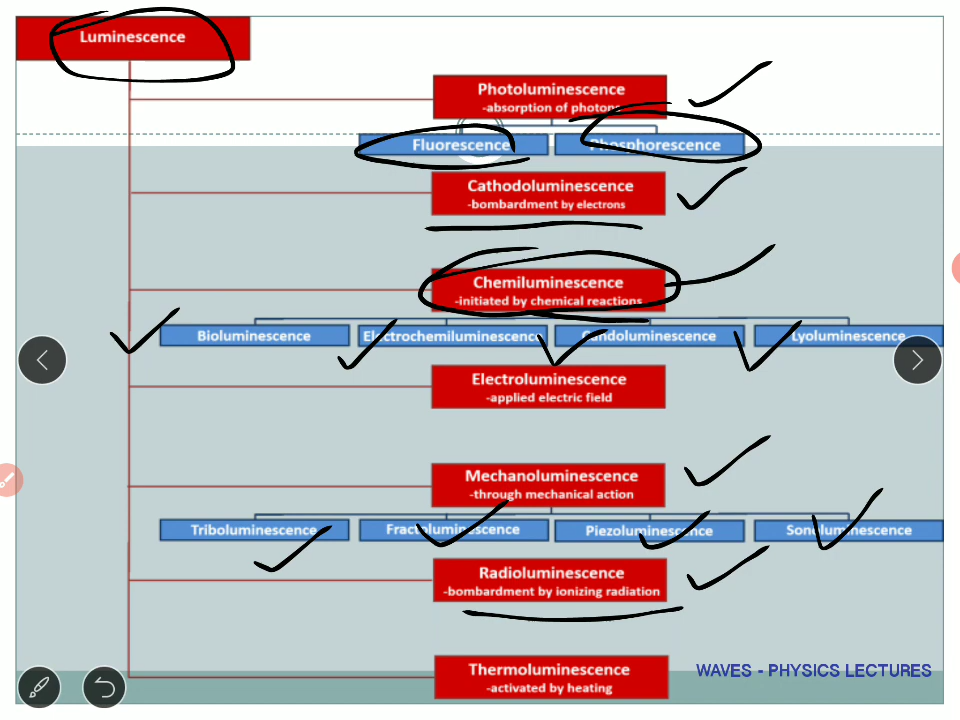 Luminescence
Photoluminescence
-absorption of photons
Fluorescence
Phosphorescence
Cathodoluminescence
-bombardment by electrons
Chemiluminescence
-initiated by chemical reactions
Bioluminescence
Electrochemiluminescence
Candoluminescence
Lyoluminescence
Electroluminescence
-applied electric field
Mechanoluminescence
-through mechanical action
Triboluminescence
Fractoluminescence
Piezoluminescence
Sonoluminescence
Radioluminescence
-bombardment by ionizing radiation
Thermoluminescence
-activated by heating
WAVES - PHYSICS LECTURES